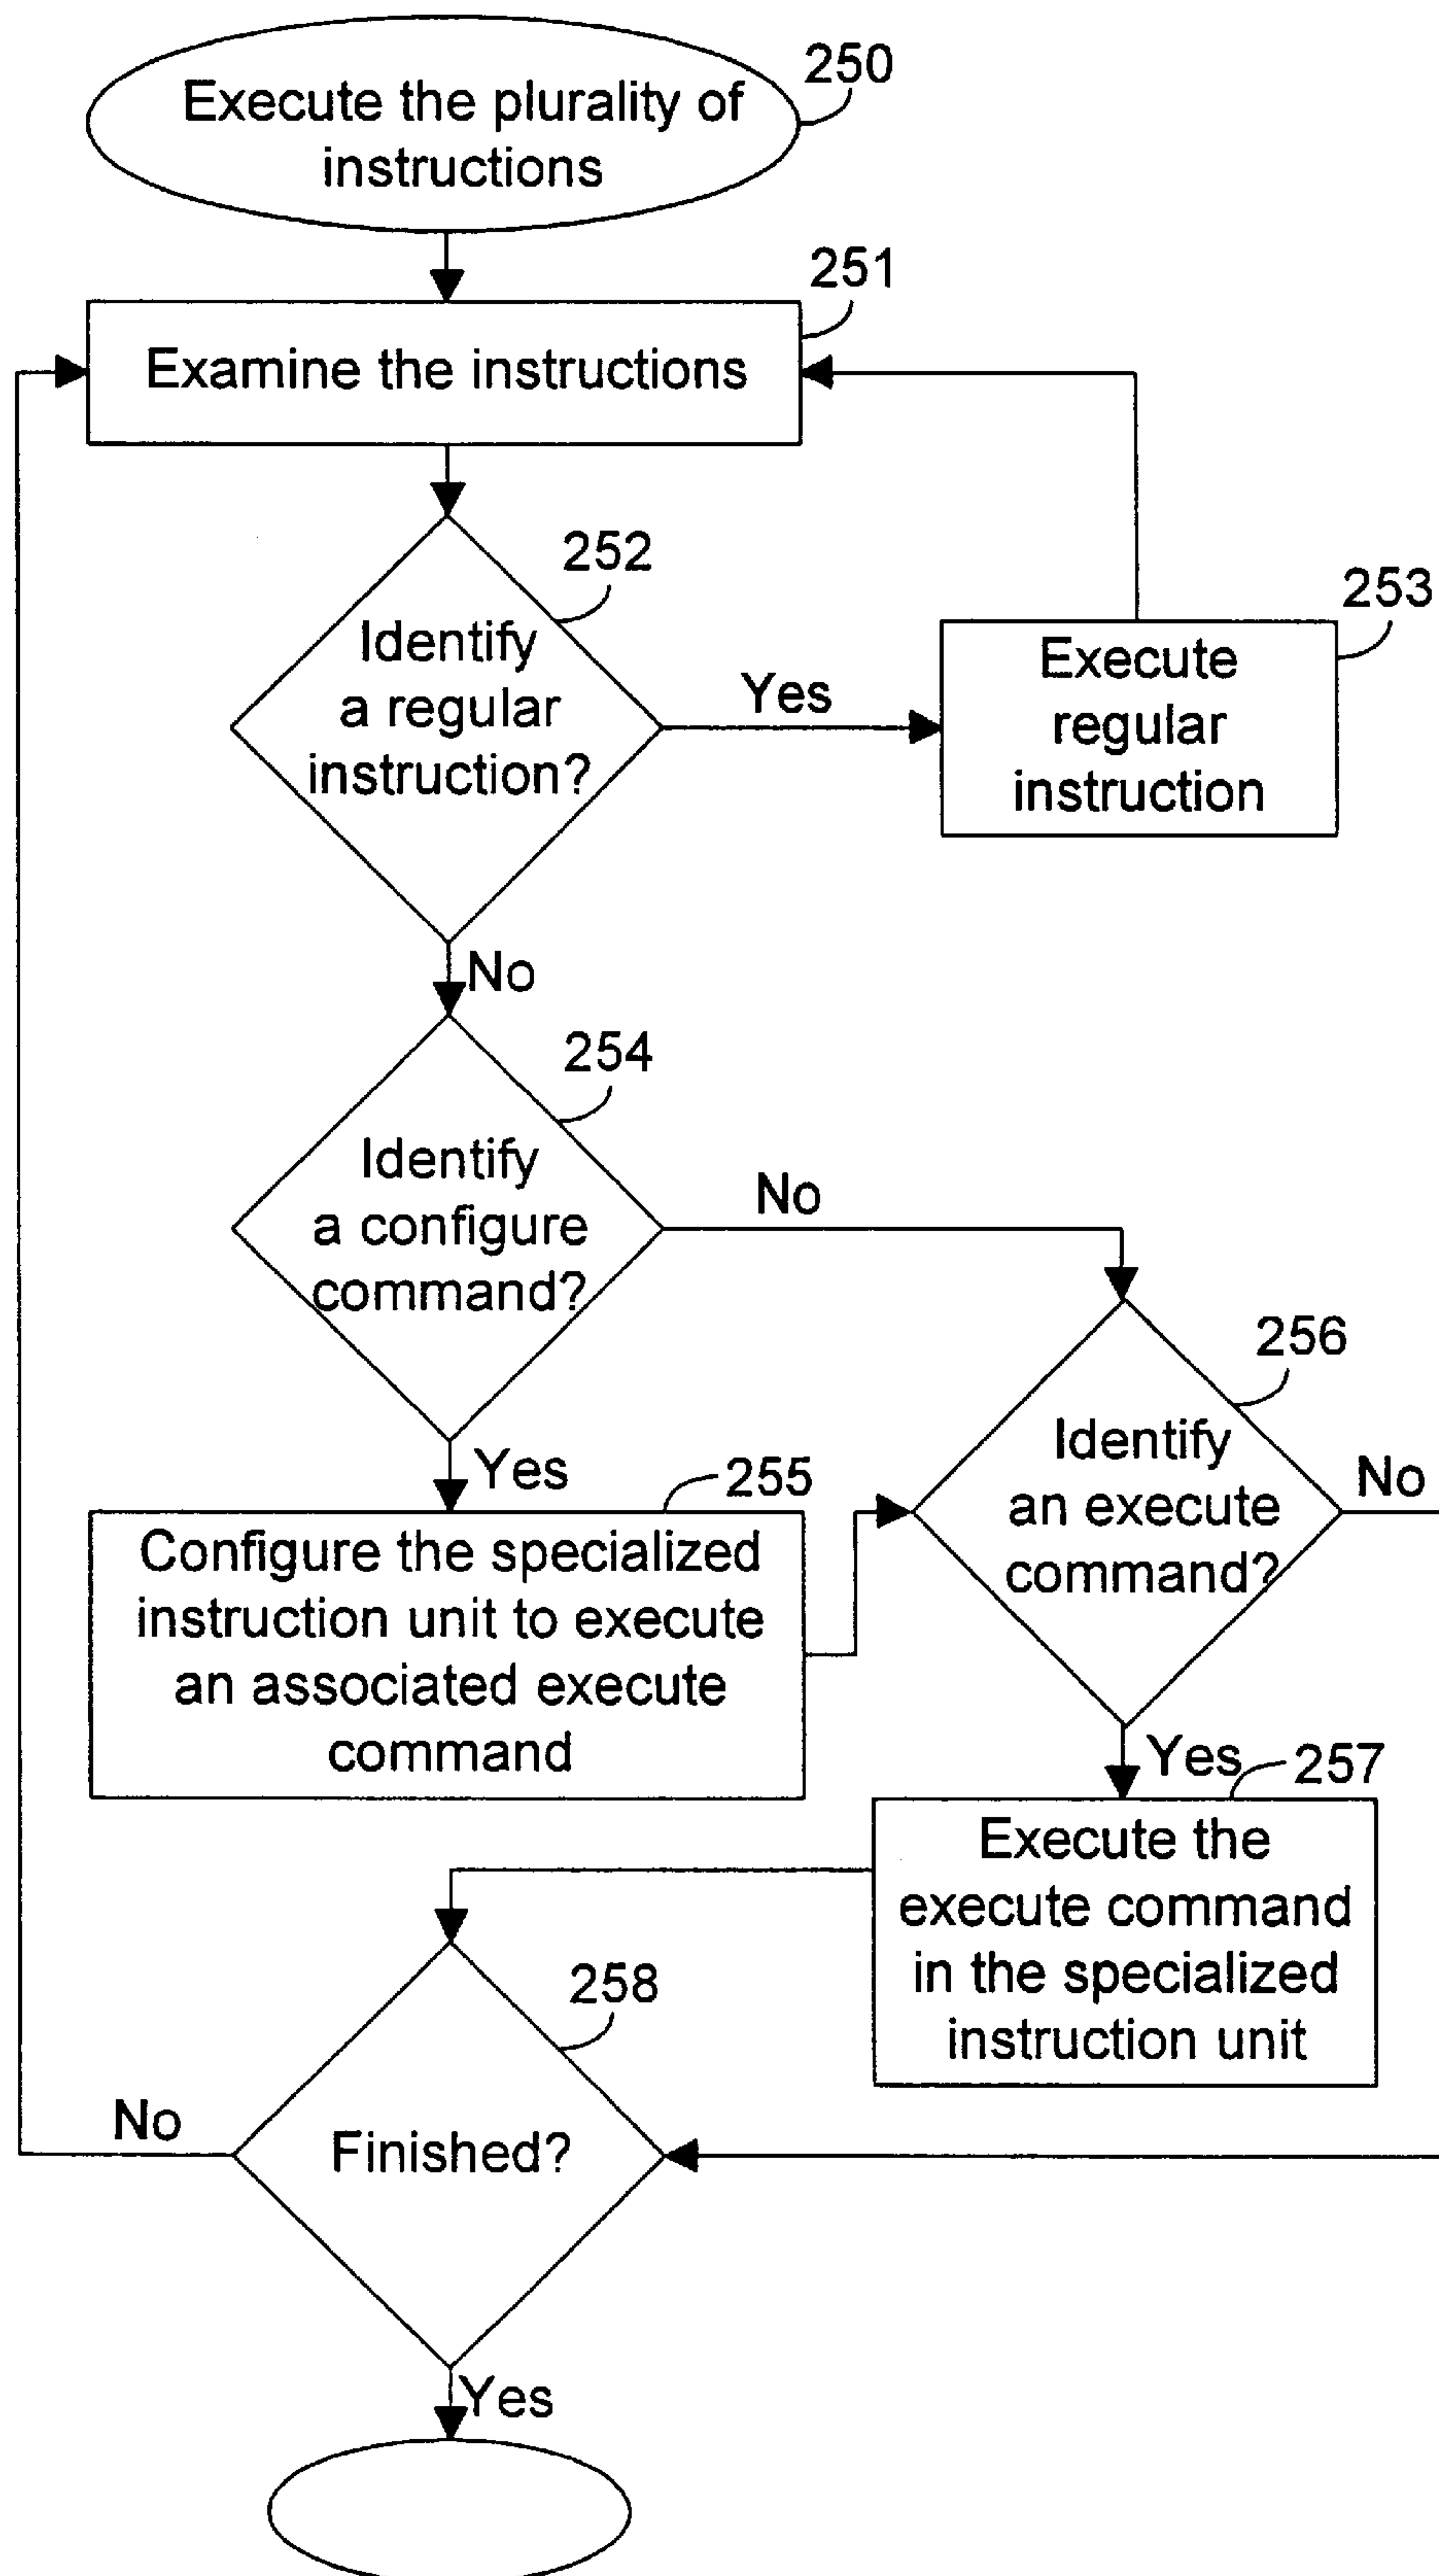 250
Execute the plurality of
instructions
251
Examine the instructions
252
Identify
a regular
instruction?
Yes
253
Execute
regular
instruction
No
254
Identify
a configure
command?
No
256
Identify
an execute
command?
No
Yes
255
Configure the specialized
instruction unit to execute
an associated execute
command
Yes
257
Execute the
execute command
in the specialized
instruction unit
258
Finished?
No
Yes